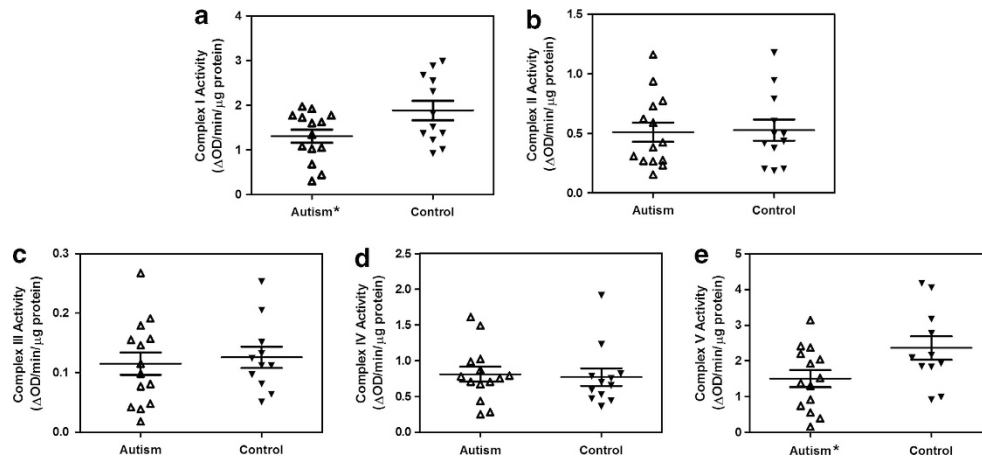 a
Complex I Activity
(ΔOD/min/µg protein)
4
3
2
1
0
Autism*
Control
b
Complex II Activity
(ΔOD/min/µg protein)
1.5
1.0
0.5
0.0
Autism
Control
c
Complex III Activity
(ΔOD/min/µg protein)
0.3
0.2
0.1
0.0
Autism
Control
d
Complex IV Activity
(ΔOD/min/µg protein)
2.5
2.0
1.5
1.0
0.5
0.0
Autism
Control
e
Complex V Activity
(ΔOD/min/µg protein)
5
4
3
2
1
0
Autism*
Control